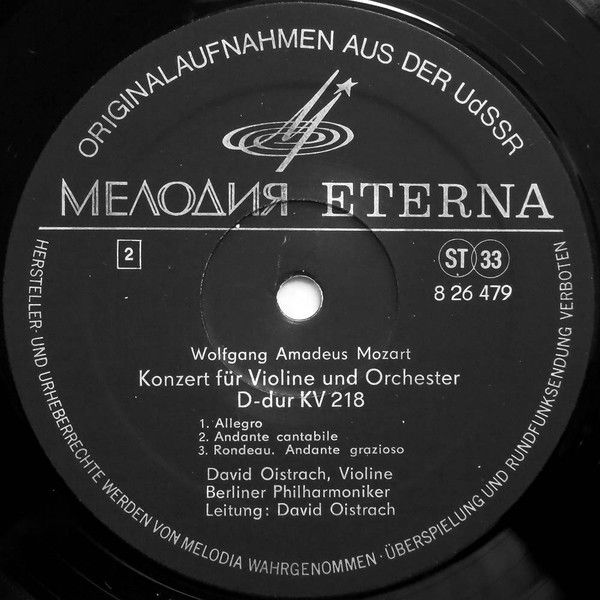 ORIGINALAUFNAHMEN AUS DER UdSSR
МЕЛОДИЯ ETERNA
2
ST 33
8 26 479
Wolfgang Amadeus Mozart
Konzert für Violine und Orchester
D-dur KV 218
1. Allegro
2. Andante cantabile
3. Rondeau. Andante grazioso
David Oistrach, Violine
Berliner Philharmoniker
Leitung: David Oistrach
HERSTELLER- UND URHEBERRECHTE WERDEN VON MELODIA WAHRGENOMMEN · ÜBERSPIELUNG UND RUNDFUNKSENDUNG VERBOTEN